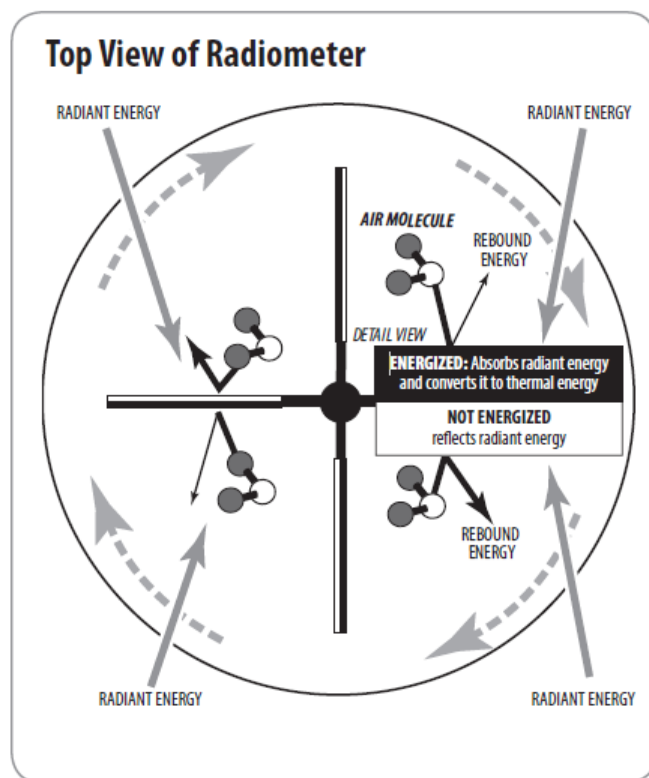 Top View of Radiometer
RADIANT ENERGY
RADIANT ENERGY
AIR MOLECULE
REBOUND
ENERGY
DETAIL VIEW
ENERGIZED: Absorbs radiant energy
and converts it to thermal energy
NOT ENERGIZED
reflects radiant energy
REBOUND
ENERGY
RADIANT ENERGY
RADIANT ENERGY